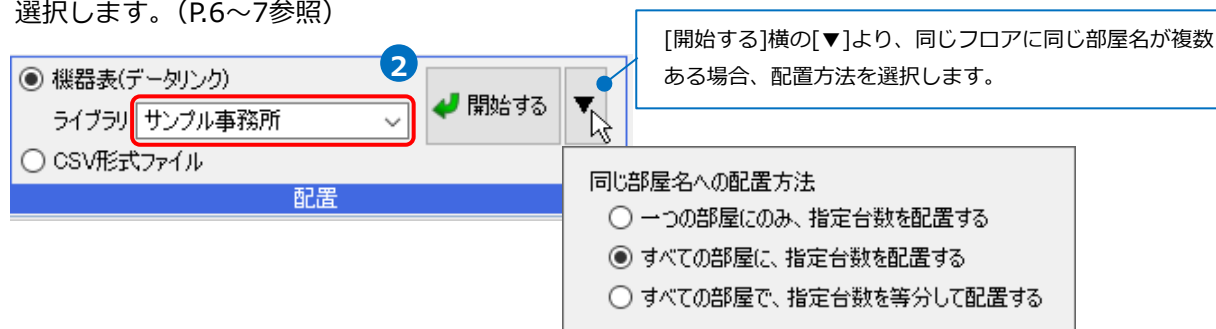 選択します。（P.6～7参照）
[開始する]横の[▼]より、同じフロアに同じ部屋名が複数
ある場合、配置方法を選択します。
2
機器表(データリンク)
ライブラリ サンプル事務所
開始する ▼
CSV形式ファイル
配置
同じ部屋名への配置方法
一つの部屋にのみ、指定台数を配置する
すべての部屋に、指定台数を配置する
すべての部屋で、指定台数を等分して配置する